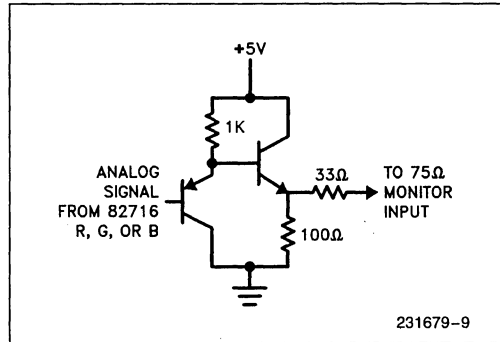 +5V
1K
ANALOG
SIGNAL
FROM 82716
R, G, OR B
33Ω
TO 75Ω
MONITOR
INPUT
100Ω
231679-9